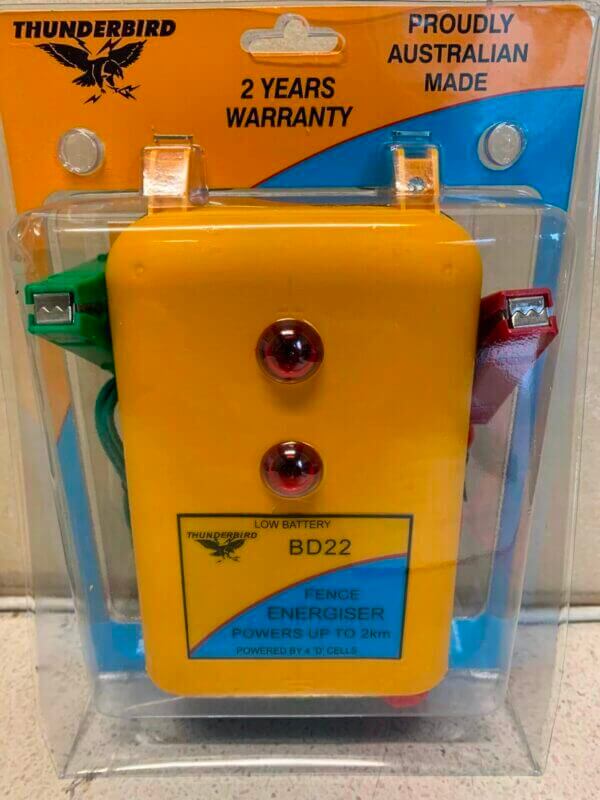 THUNDERBIRD
2 YEARS
WARRANTY
PROUDLY
AUSTRALIAN
MADE
LOW BATTERY
THUNDERBIRD
BD22
FENCE
ENERGISER
POWERS UP TO 2km
POWERED BY 4 'D' CELLS